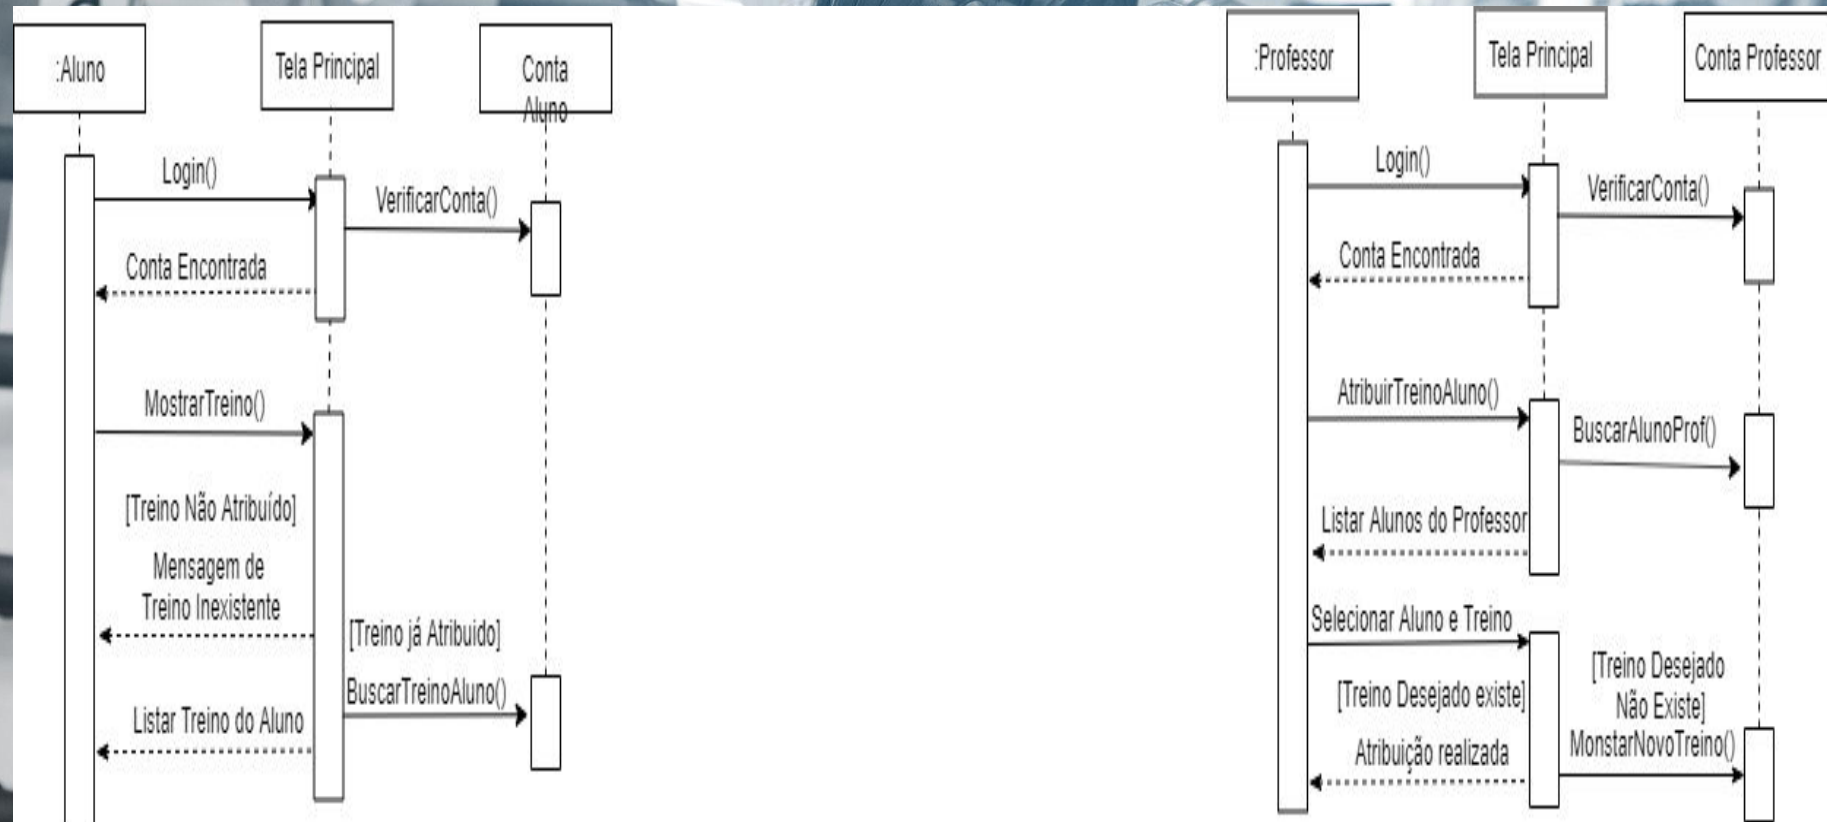 :Aluno
Tela Principal
Conta
Aluno
Login()
VerificarConta()
Conta Encontrada
MostrarTreino()
[Treino Não Atribuído]
Mensagem de
Treino Inexistente
[Treino já Atribuido]
BuscarTreinoAluno()
Listar Treino do Aluno
:Professor
Tela Principal
Conta Professor
Login()
VerificarConta()
Conta Encontrada
AtribuirTreinoAluno()
BuscarAlunoProf()
Listar Alunos do Professor
Selecionar Aluno e Treino
[Treino Desejado existe]
[Treino Desejado
Não Existe]
MonstarNovoTreino()
Atribuição realizada